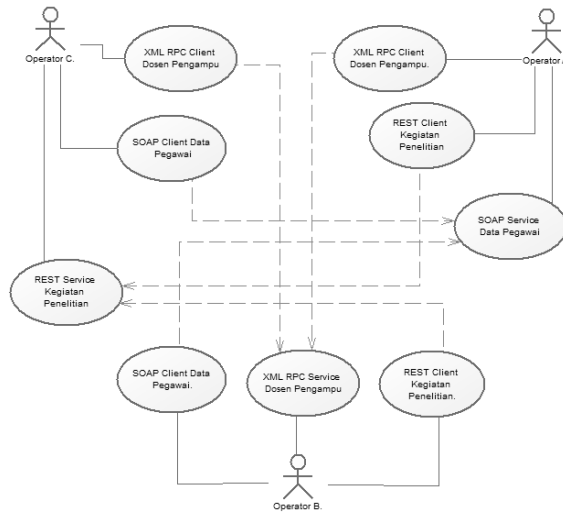 XML RPC Client
Dosen Pengampu
Operator C.
XML RPC Client
Dosen Pengampu.
Operator
REST Client
Kegiatan
Penelitian
SOAP Client Data
Pegawai
SOAP Service
Data Pegawai
REST Service
Kegiatan
Penelitian
SOAP Client Data
Pegawai.
XML RPC Service
Dosen Pengampu
REST Client
Kegiatan
Penelitian.
Operator B.